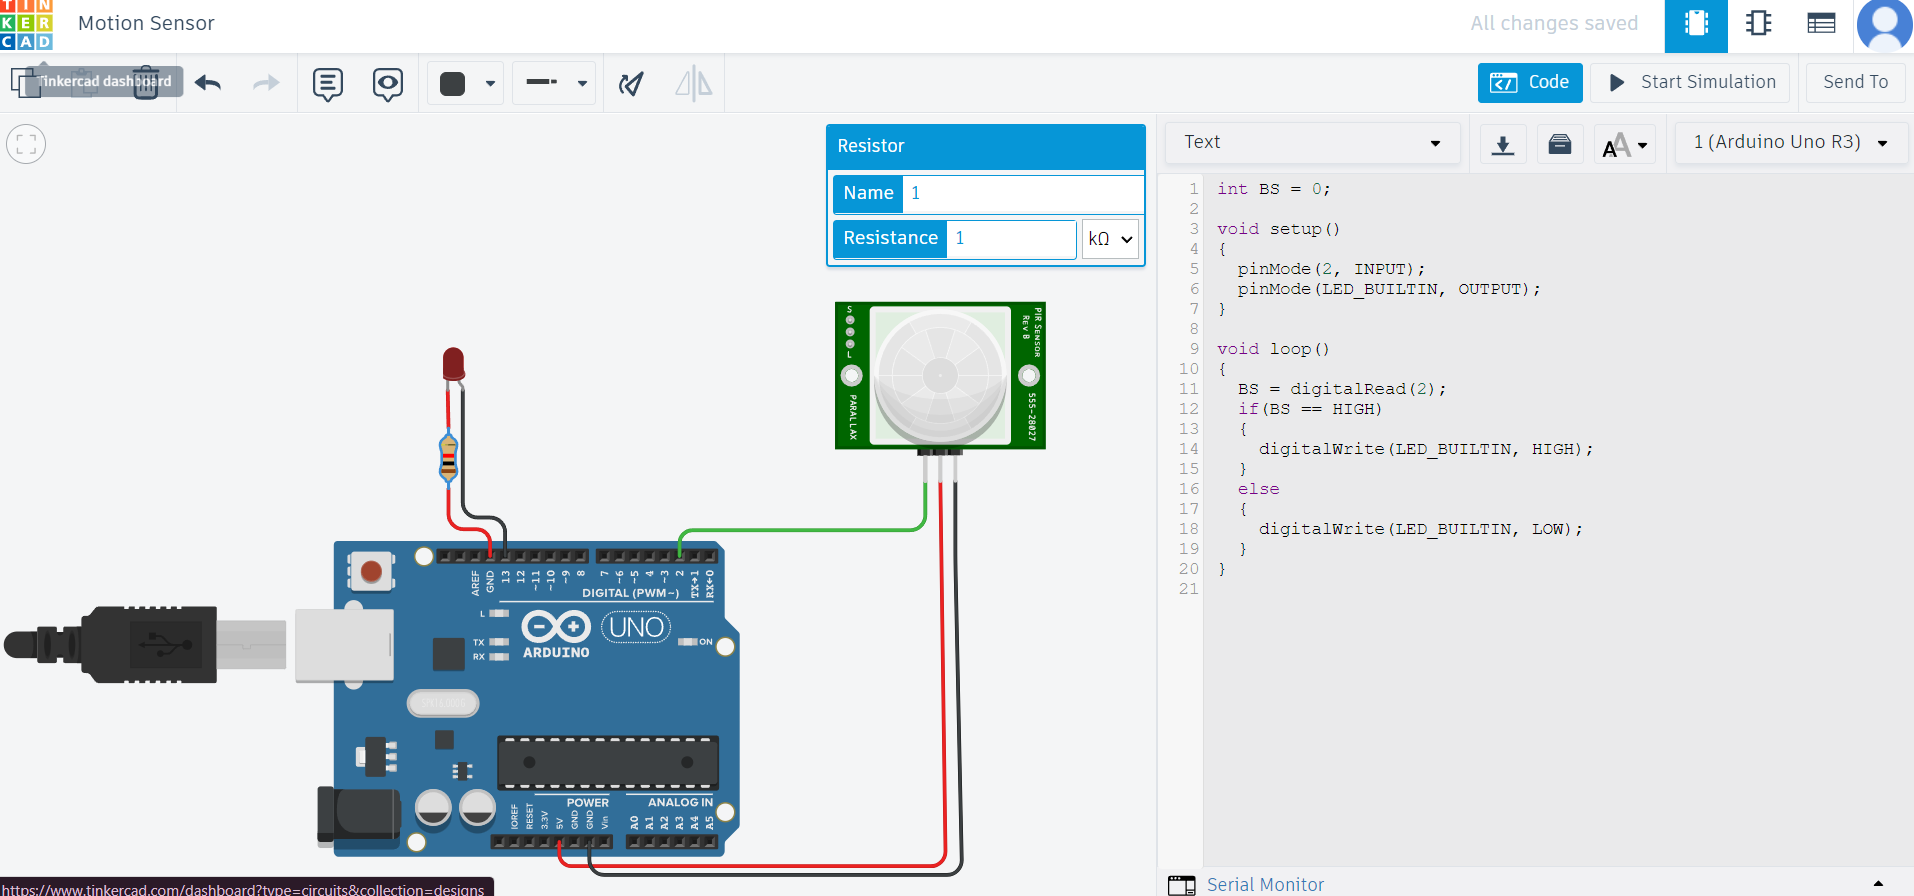 TIN
KER
CAD
Motion Sensor
All changes saved
Tinkercad dashboard
Code
Start Simulation
Send To
Resistor
Name 1
Resistance 1 kΩ
Text
AA
1 (Arduino Uno R3)
1 int BS = 0;
2
3 void setup()
4 {
5 pinMode(2, INPUT);
6 pinMode(LED_BUILTIN, OUTPUT);
7 }
8
9 void loop()
10 {
11 BS = digitalRead(2);
12 if(BS == HIGH)
13 {
14 digitalWrite(LED_BUILTIN, HIGH);
15 }
16 else
17 {
18 digitalWrite(LED_BUILTIN, LOW);
19 }
20 }
21
S
L
PIR SENSOR
REV B
PARALLAX
555-28027
AREF
GND
13
12
~11
~10
~9
8
7
~6
~5
4
~3
2
TX→1
RX←0
DIGITAL (PWM~)
L
TX
RX
ARDUINO
UNO
ON
POWER
ANALOG IN
IOREF
RESET
3.3V
5V
GND
GND
Vin
A0
A1
A2
A3
A4
A5
Serial Monitor
https://www.tinkercad.com/dashboard?type=circuits&collection=designs